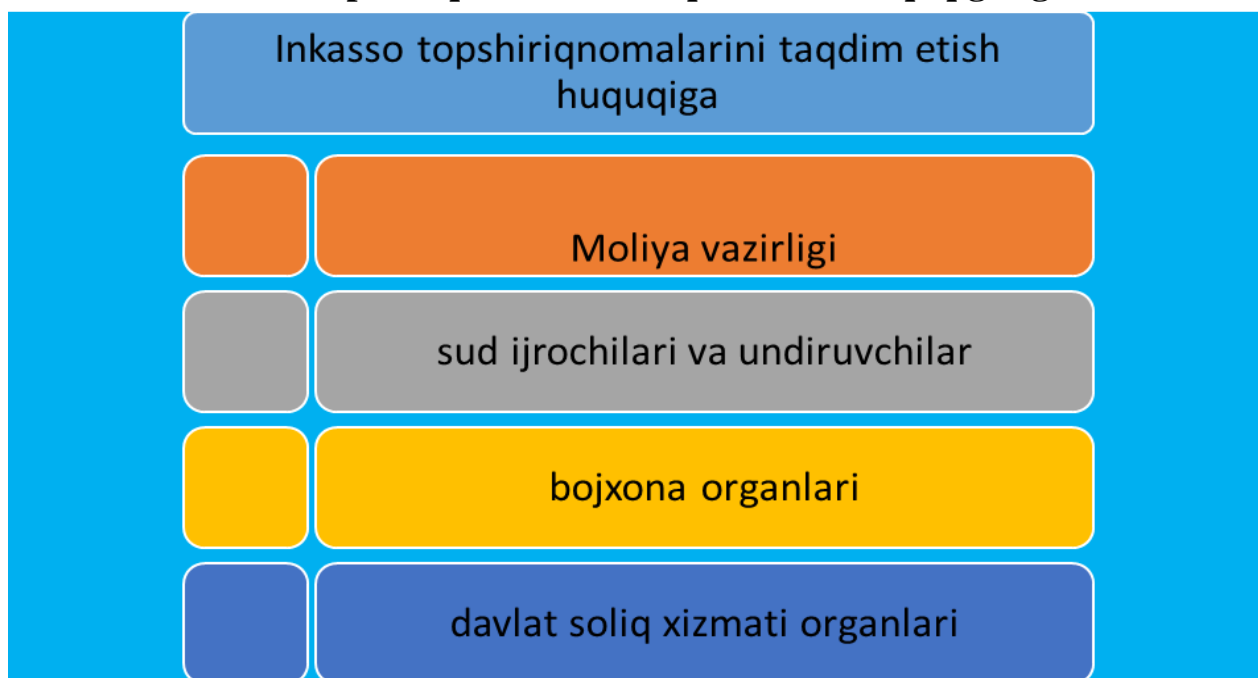 Inkasso topshiriqnomalarini taqdim etish
huquqiga
Moliya vazirligi
sud ijrochilari va undiruvchilar
bojxona organlari
davlat soliq xizmati organlari